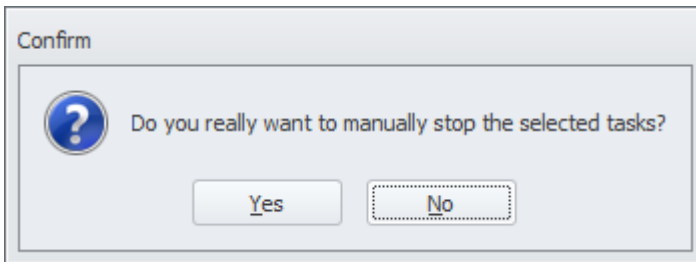 Confirm
Do you really want to manually stop the selected tasks?
Yes
No